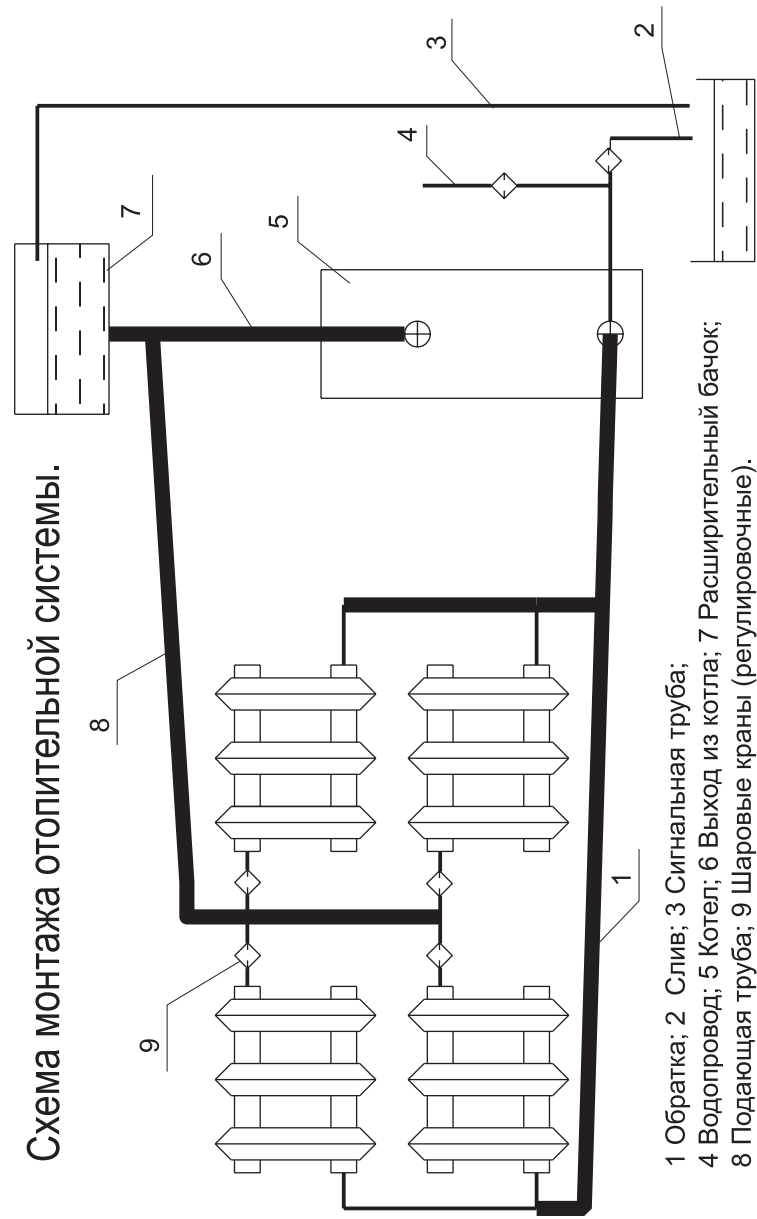 Схема монтажа отопительной системы.
7
3
2
4
5
6
8
9
1
1 Обратка; 2 Слив; 3 Сигнальная труба;
4 Водопровод; 5 Котел; 6 Выход из котла; 7 Расширительный бачок;
8 Подающая труба; 9 Шаровые краны (регулировочные).